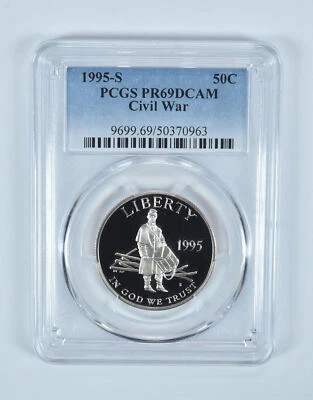 1995-S 50C
PCGS PR69DCAM
Civil War
9699.69/50370963
LIBERTY
1995
S
IN GOD WE TRUST